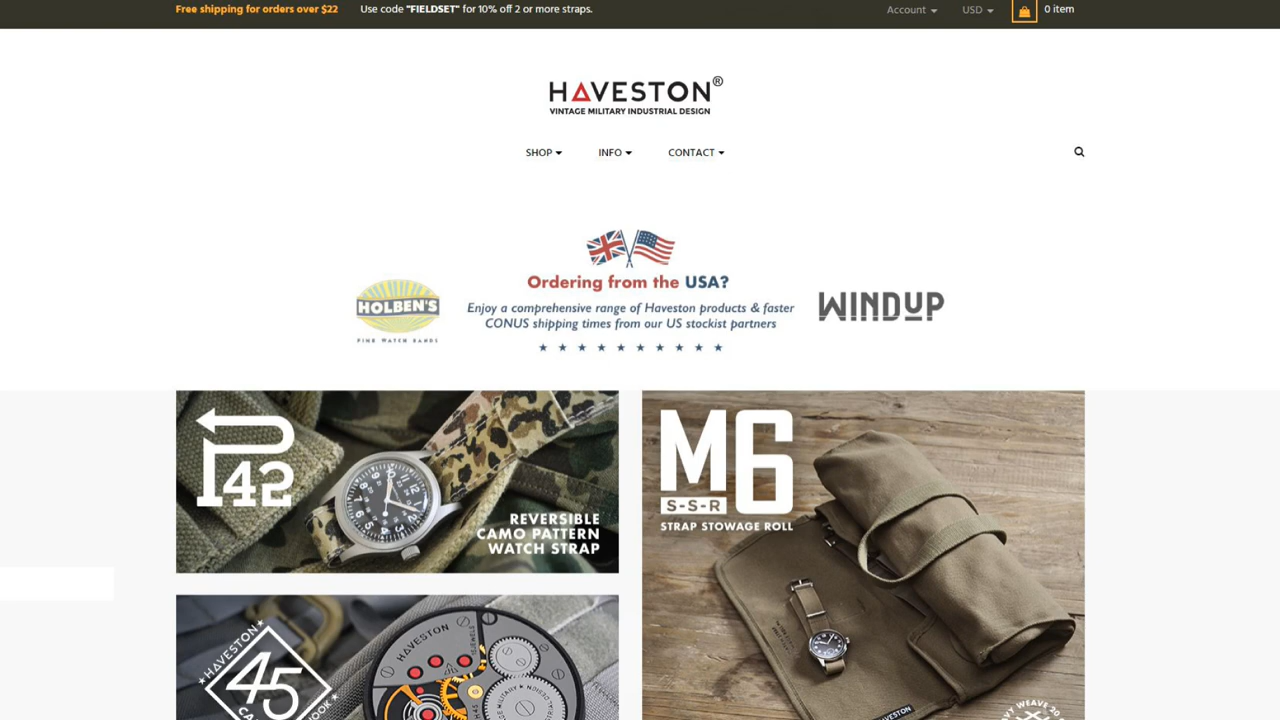 Free shipping for orders over $22
Use code "FIELDSET" for 10% off 2 or more straps.
Account
USD
0 item
HAVESTON®
VINTAGE MILITARY INDUSTRIAL DESIGN
SHOP
INFO
CONTACT
Ordering from the USA?
Enjoy a comprehensive range of Haveston products & faster
CONUS shipping times from our US stockist partners
HOLBEN'S
FINE WATCH BANDS
WINDUP
P42
REVERSIBLE
CAMO PATTERN
WATCH STRAP
M6
S-S-R
STRAP STOWAGE ROLL
HAVESTON
45
HAVESTON
JEWELS
HAVESTON